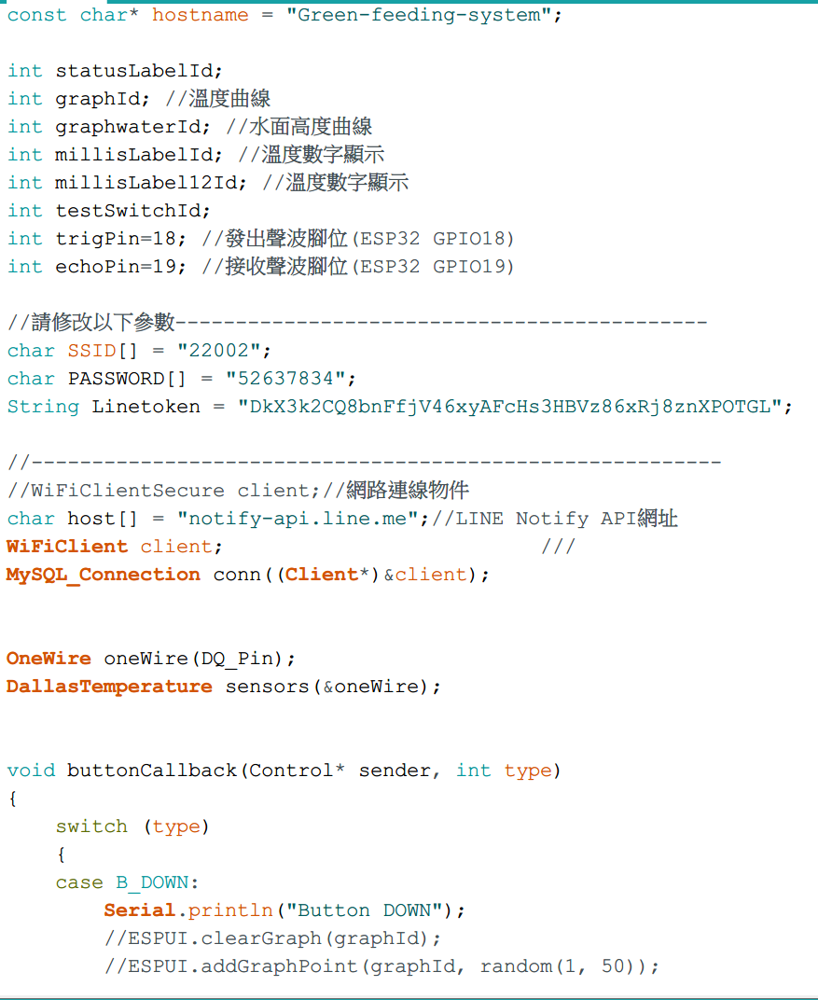 const char* hostname = "Green-feeding-system";
int statusLabelId;
int graphId; //溫度曲線
int graphwaterId; //水面高度曲線
int millisLabelId; //溫度數字顯示
int millisLabel12Id; //溫度數字顯示
int testSwitchId;
int trigPin=18; //發出聲波腳位(ESP32 GPIO18)
int echoPin=19; //接收聲波腳位(ESP32 GPIO19)
//請修改以下參數--------------------------------------------
char SSID[] = "22002";
char PASSWORD[] = "52637834";
String Linetoken = "DkX3k2CQ8bnFfjV46xyAFcHs3HBVz86xRj8znXPOTGL";
//---------------------------------------------------------
//WiFiClientSecure client;//網路連線物件
char host[] = "notify-api.line.me";//LINE Notify API網址
WiFiClient client;                          ///
MySQL_Connection conn((Client*)&client);
OneWire oneWire(DQ_Pin);
DallasTemperature sensors(&oneWire);
void buttonCallback(Control* sender, int type)
{
    switch (type)
    {
    case B_DOWN:
        Serial.println("Button DOWN");
        //ESPUI.clearGraph(graphId);
        //ESPUI.addGraphPoint(graphId, random(1, 50));